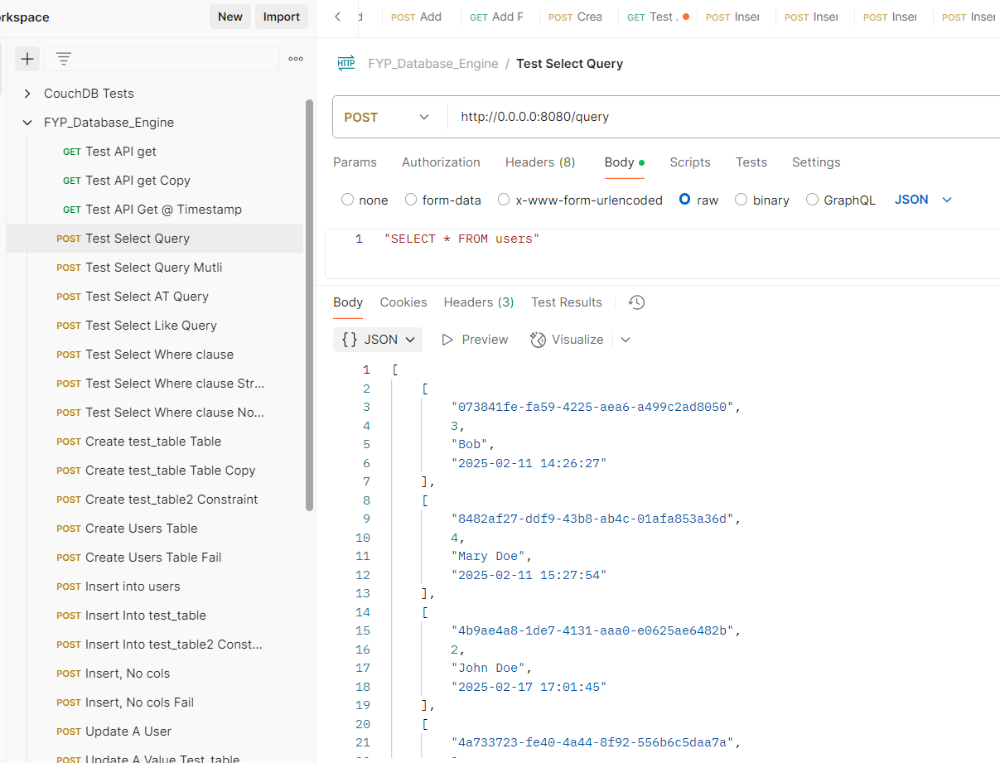 rkspace
New Import
CouchDB Tests
FYP_Database_Engine
GET Test API get
GET Test API get Copy
GET Test API Get @ Timestamp
POST Test Select Query
POST Test Select Query Mutli
POST Test Select AT Query
POST Test Select Like Query
POST Test Select Where clause
POST Test Select Where clause Str...
POST Test Select Where clause No...
POST Create test_table Table
POST Create test_table Table Copy
POST Create test_table2 Constraint
POST Create Users Table
POST Create Users Table Fail
POST Insert into users
POST Insert Into test_table
POST Insert Into test_table2 Const...
POST Insert, No cols
POST Insert, No cols Fail
POST Update A User
POST Update A Value Test_table
d POST Add GET Add F POST Crea GET Test POST Inser POST Inser POST Inser POST Inser
HTTP FYP_Database_Engine / Test Select Query
POST http://0.0.0.0:8080/query
Params Authorization Headers (8) Body Scripts Tests Settings
none form-data x-www-form-urlencoded raw binary GraphQL JSON
1 "SELECT * FROM users"
Body Cookies Headers (3) Test Results
{} JSON Preview Visualize
1 [
2 [
3 "073841fe-fa59-4225-aea6-a499c2ad8050",
4 3,
5 "Bob",
6 "2025-02-11 14:26:27"
7 ],
8 [
9 "8482af27-ddf9-43b8-ab4c-01afa853a36d",
10 4,
11 "Mary Doe",
12 "2025-02-11 15:27:54"
13 ],
14 [
15 "4b9ae4a8-1de7-4131-aaa0-e0625ae6482b",
16 2,
17 "John Doe",
18 "2025-02-17 17:01:45"
19 ],
20 [
21 "4a733723-fe40-4a44-8f92-556b6c5daa7a",